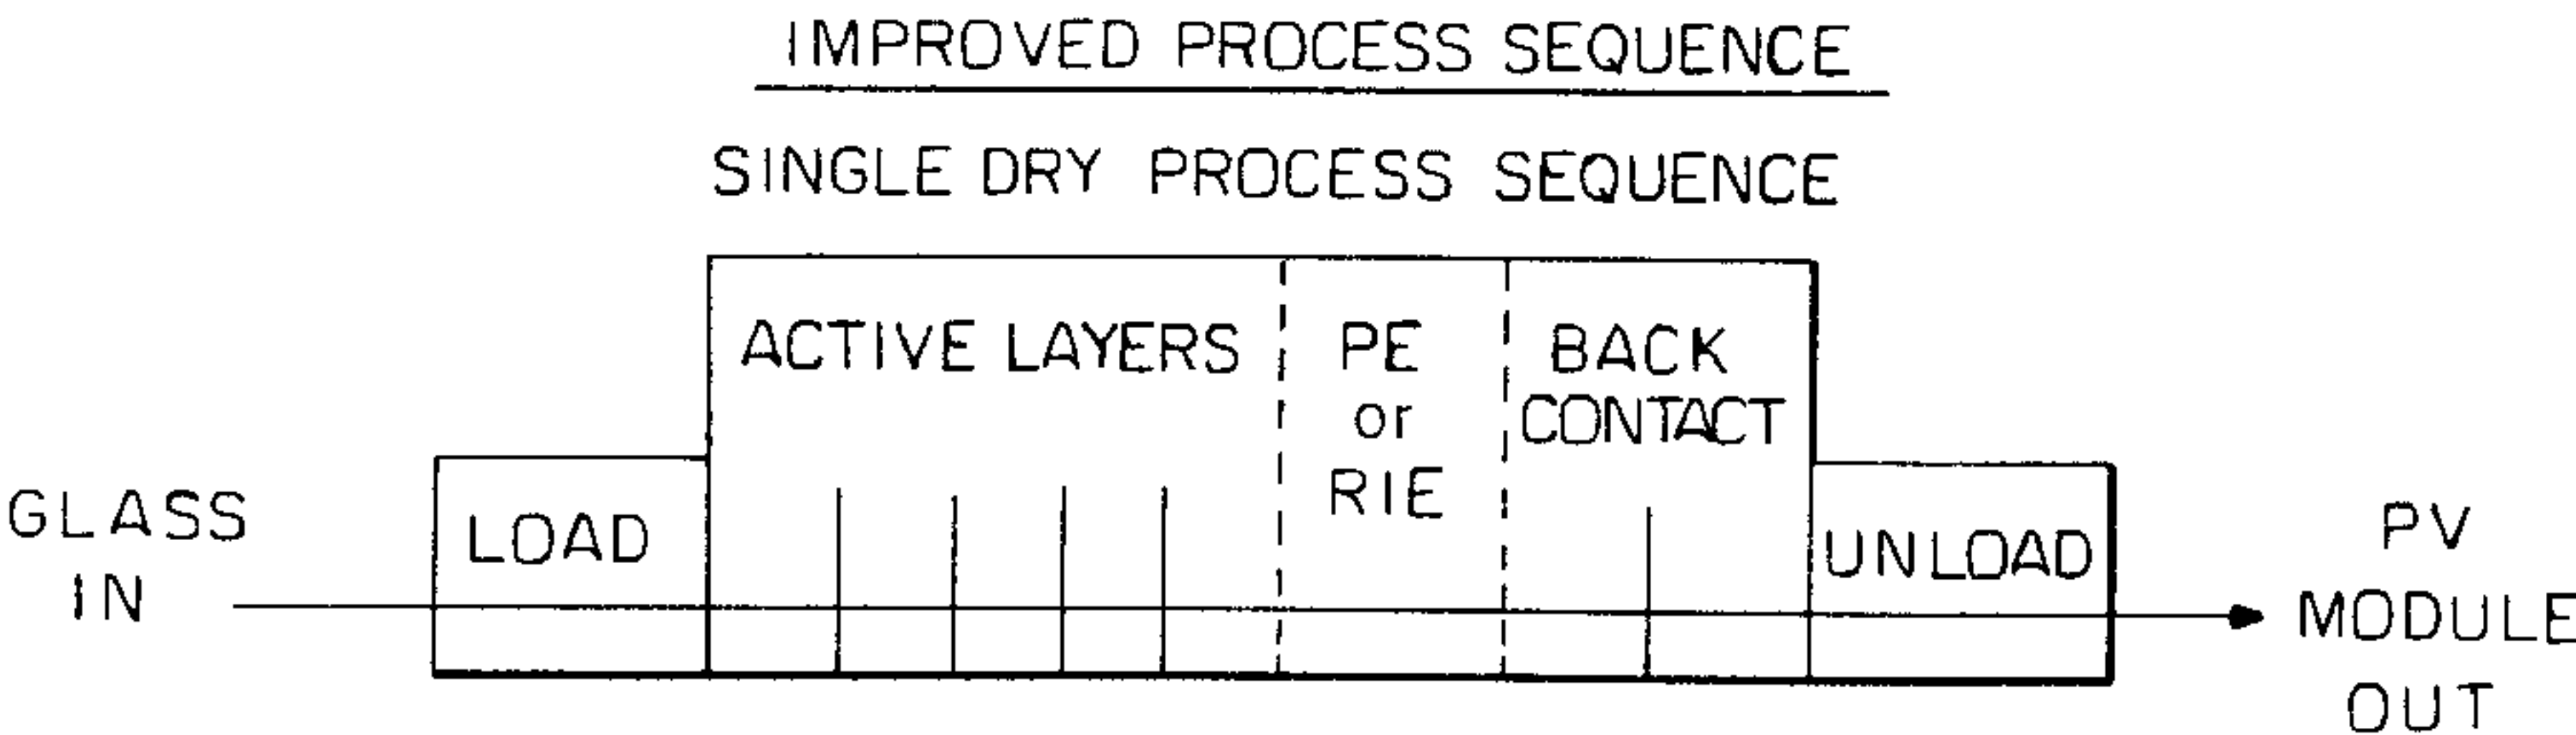 IMPROVED PROCESS SEQUENCE
SINGLE DRY PROCESS SEQUENCE
GLASS
IN
LOAD
ACTIVE LAYERS
PE
or
RIE
BACK
CONTACT
UNLOAD
PV
MODULE
OUT